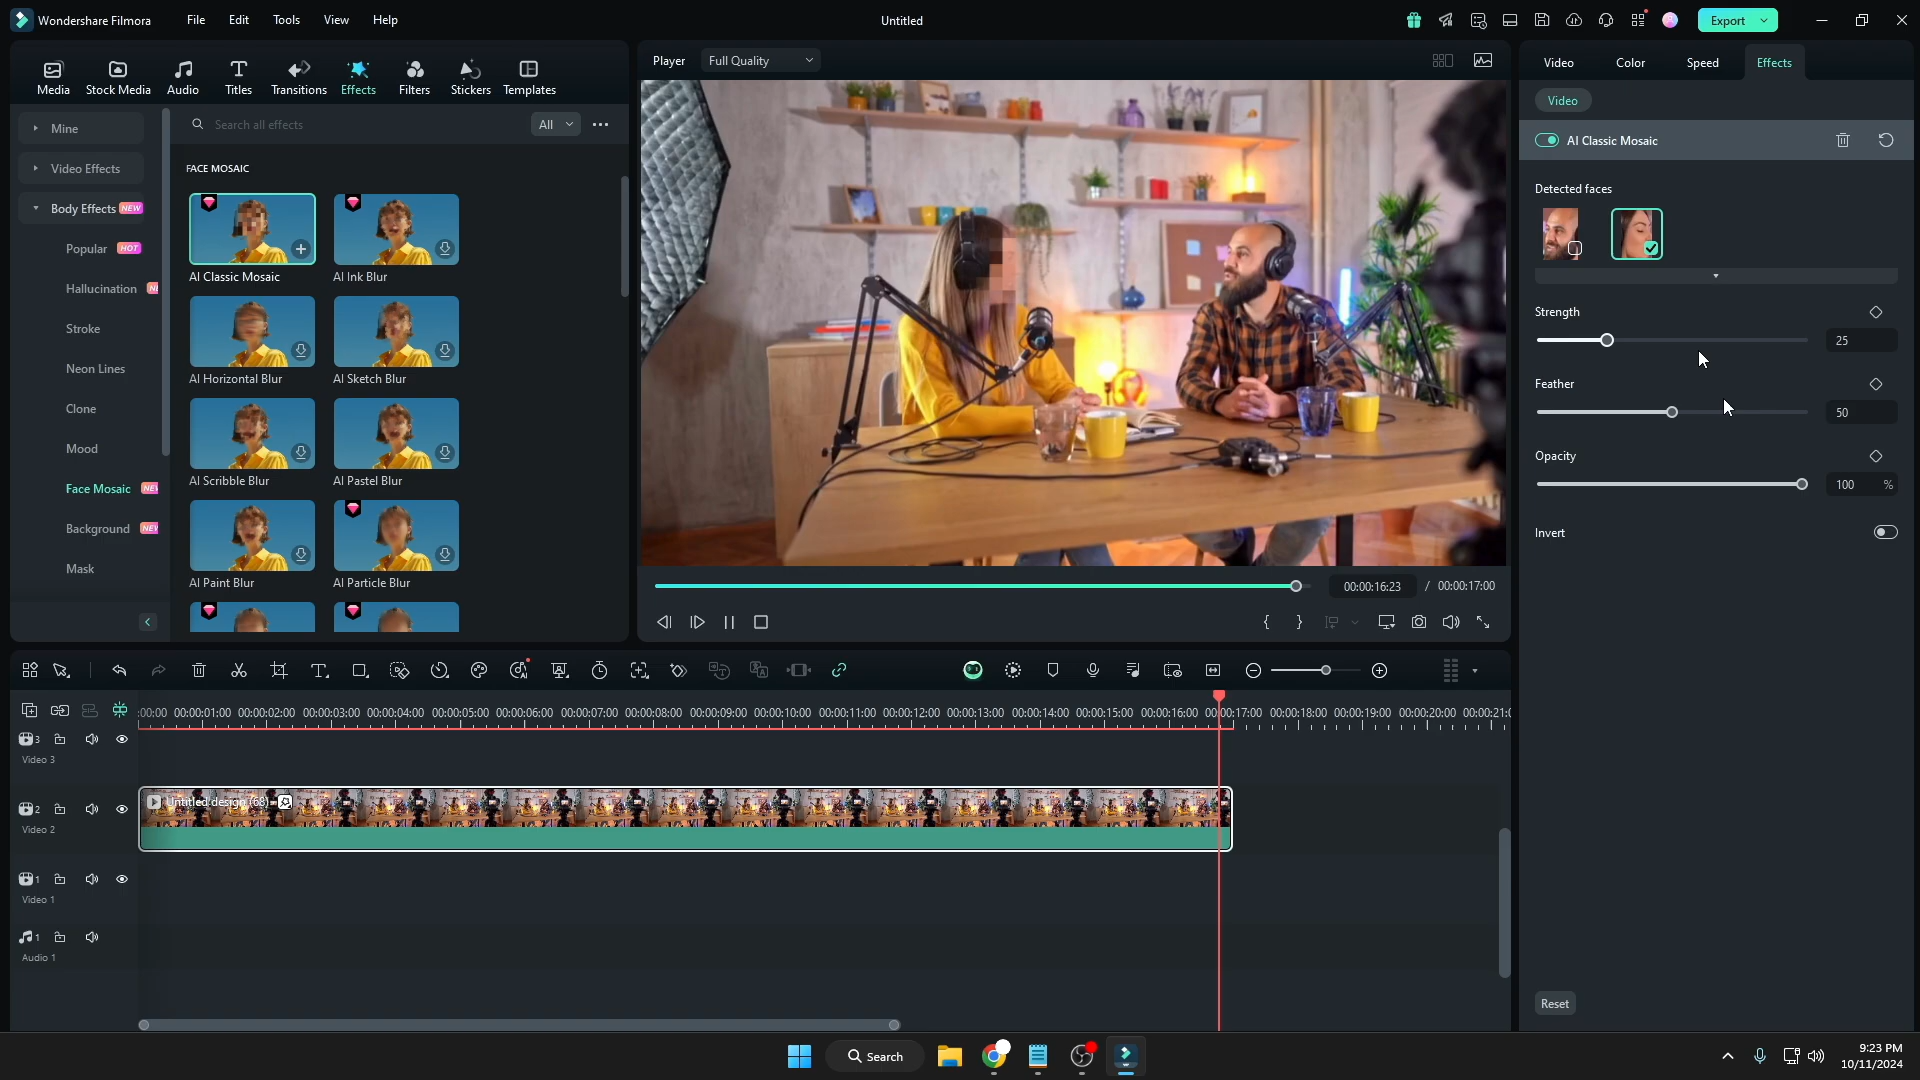 Wondershare Filmora
File
Edit
Tools
View
Help
Untitled
Export
Media
Stock Media
Audio
Titles
Transitions
Effects
Filters
Stickers
Templates
Mine
Video Effects
Body Effects NEW
Popular HOT
Hallucination
Stroke
Neon Lines
Clone
Mood
Face Mosaic
Background
Mask
Search all effects
All
FACE MOSAIC
AI Classic Mosaic
AI Ink Blur
AI Horizontal Blur
AI Sketch Blur
AI Scribble Blur
AI Pastel Blur
AI Paint Blur
AI Particle Blur
Player
Full Quality
00:00:16:23 / 00:00:17:00
Video
Color
Speed
Effects
Video
AI Classic Mosaic
Detected faces
Strength
25
Feather
50
Opacity
100 %
Invert
Reset
:00:00 00:00:01:00 00:00:02:00 00:00:03:00 00:00:04:00 00:00:05:00 00:00:06:00 00:00:07:00 00:00:08:00 00:00:09:00 00:00:10:00 00:00:11:00 00:00:12:00 00:00:13:00 00:00:14:00 00:00:15:00 00:00:16:00 00:00:17:00 00:00:18:00 00:00:19:00 00:00:20:00 00:00:21:0
3
Video 3
2
Video 2
Untitled design (68)
1
Video 1
1
Audio 1
Search
9:23 PM
10/11/2024